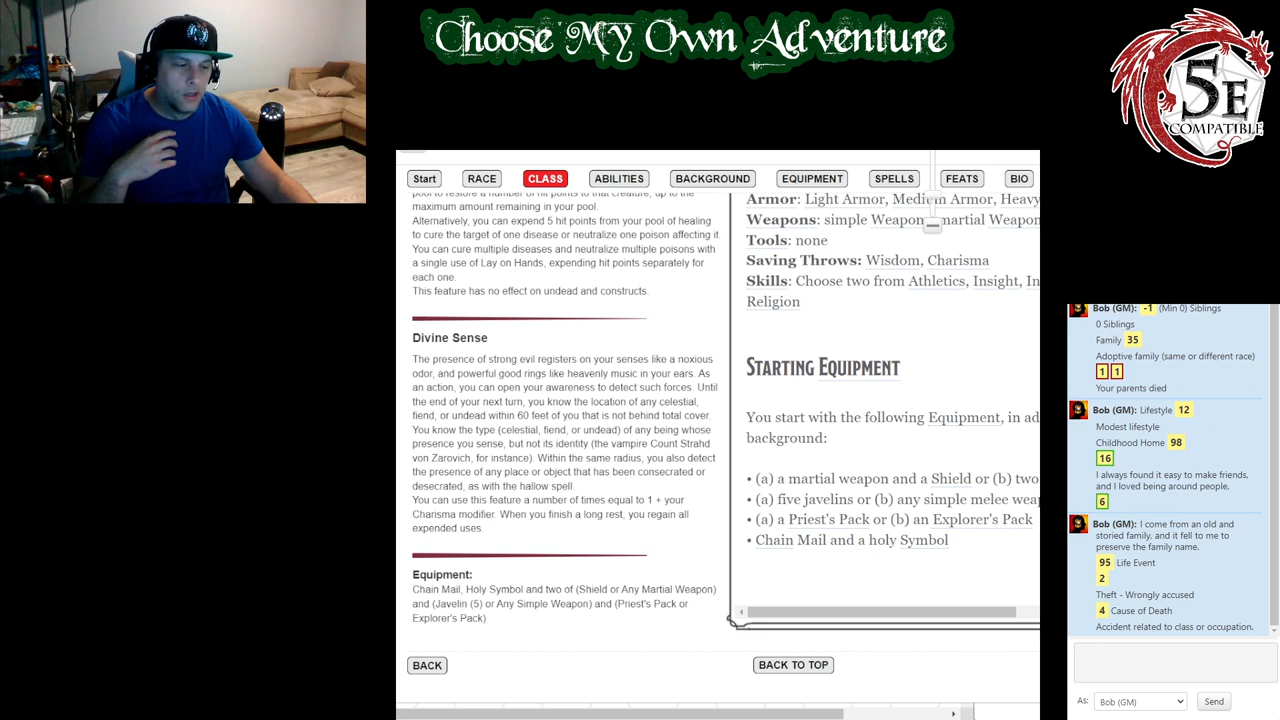 Choose My Own Adventure
5E
COMPATIBLE
Start
RACE
CLASS
ABILITIES
BACKGROUND
EQUIPMENT
SPELLS
FEATS
BIO
pool to restore a number of hit points to that creature, up to the
maximum amount remaining in your pool.
Alternatively, you can expend 5 hit points from your pool of healing
to cure the target of one disease or neutralize one poison affecting it.
You can cure multiple diseases and neutralize multiple poisons with
a single use of Lay on Hands, expending hit points separately for
each one.
This feature has no effect on undead and constructs.
Divine Sense
The presence of strong evil registers on your senses like a noxious
odor, and powerful good rings like heavenly music in your ears. As
an action, you can open your awareness to detect such forces. Until
the end of your next turn, you know the location of any celestial,
fiend, or undead within 60 feet of you that is not behind total cover.
You know the type (celestial, fiend, or undead) of any being whose
presence you sense, but not its identity (the vampire Count Strahd
von Zarovich, for instance). Within the same radius, you also detect
the presence of any place or object that has been consecrated or
desecrated, as with the hallow spell.
You can use this feature a number of times equal to 1 + your
Charisma modifier. When you finish a long rest, you regain all
expended uses.
Equipment:
Chain Mail, Holy Symbol and two of (Shield or Any Martial Weapon)
and (Javelin (5) or Any Simple Weapon) and (Priest's Pack or
Explorer's Pack)
BACK
Armor: Light Armor, Medium Armor, Heavy
Weapons: simple Weapon martial Weapon
Tools: none
Saving Throws: Wisdom, Charisma
Skills: Choose two from Athletics, Insight, In
Religion
STARTING EQUIPMENT
You start with the following Equipment, in ad
background:
• (a) a martial weapon and a Shield or (b) two
• (a) five javelins or (b) any simple melee wea
• (a) a Priest's Pack or (b) an Explorer's Pack
• Chain Mail and a holy Symbol
BACK TO TOP
Bob (GM): -1 (Min 0) Siblings
0 Siblings
Family 35
Adoptive family (same or different race)
1 1
Your parents died
Bob (GM): Lifestyle 12
Modest lifestyle
Childhood Home 98
16
I always found it easy to make friends,
and I loved being around people.
6
Bob (GM): I come from an old and
storied family, and it fell to me to
preserve the family name.
95 Life Event
2
Theft - Wrongly accused
4 Cause of Death
Accident related to class or occupation.
As: Bob (GM) Send